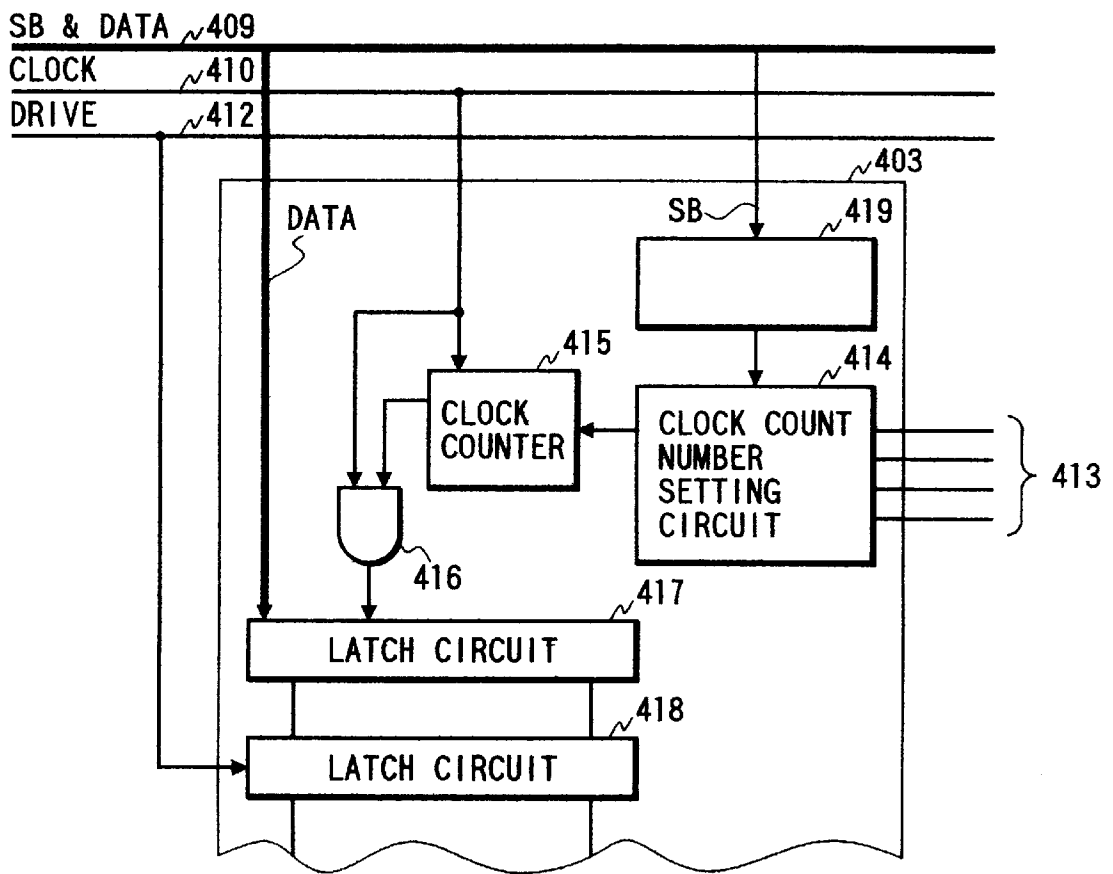 SB & DATA 409
CLOCK 410
DRIVE 412
403
DATA
SB
419
415
414
CLOCK
COUNTER
CLOCK COUNT
NUMBER
SETTING
CIRCUIT
413
416
417
LATCH CIRCUIT
418
LATCH CIRCUIT